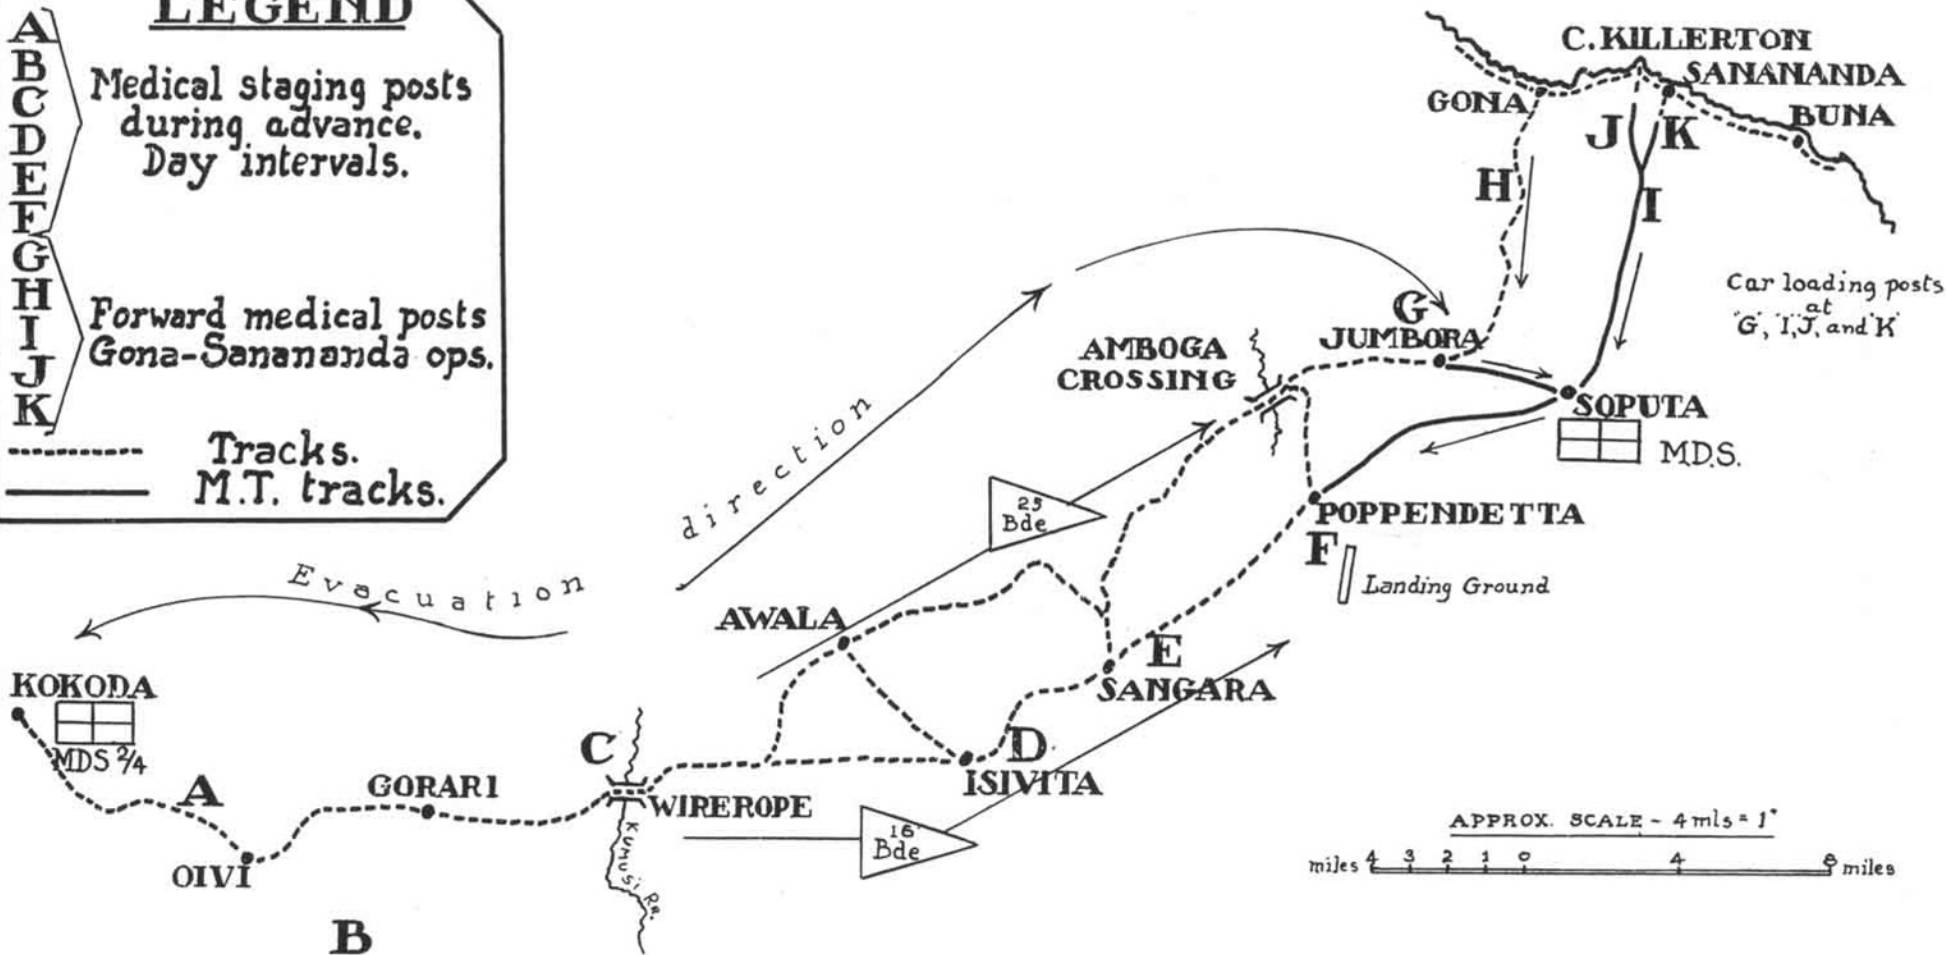 LEGEND
A
B
C
D
E
F
Medical staging posts
during advance.
Day intervals.
G
H
I
J
K
Forward medical posts
Gona-Sanananda ops.
Tracks.
M.T. tracks.
C. KILLERTON
SANANANDA
GONA
BUNA
J
K
H
I
Car loading posts
at
"G", "I", "J", and "K"
G
JUMBORA
AMBOGA
CROSSING
SOPUTA
M.D.S.
direction
25
Bde
POPPENDETTA
F
Landing Ground
Evacuation
AWALA
E
SANGARA
KOKODA
MDS 2/4
C
D
ISIVITA
A
GORARI
WIREROPE
16
Bde
Kumusi Rr.
OIVI
B
APPROX. SCALE - 4 mls = 1"
miles 4 3 2 1 0 4 8 miles